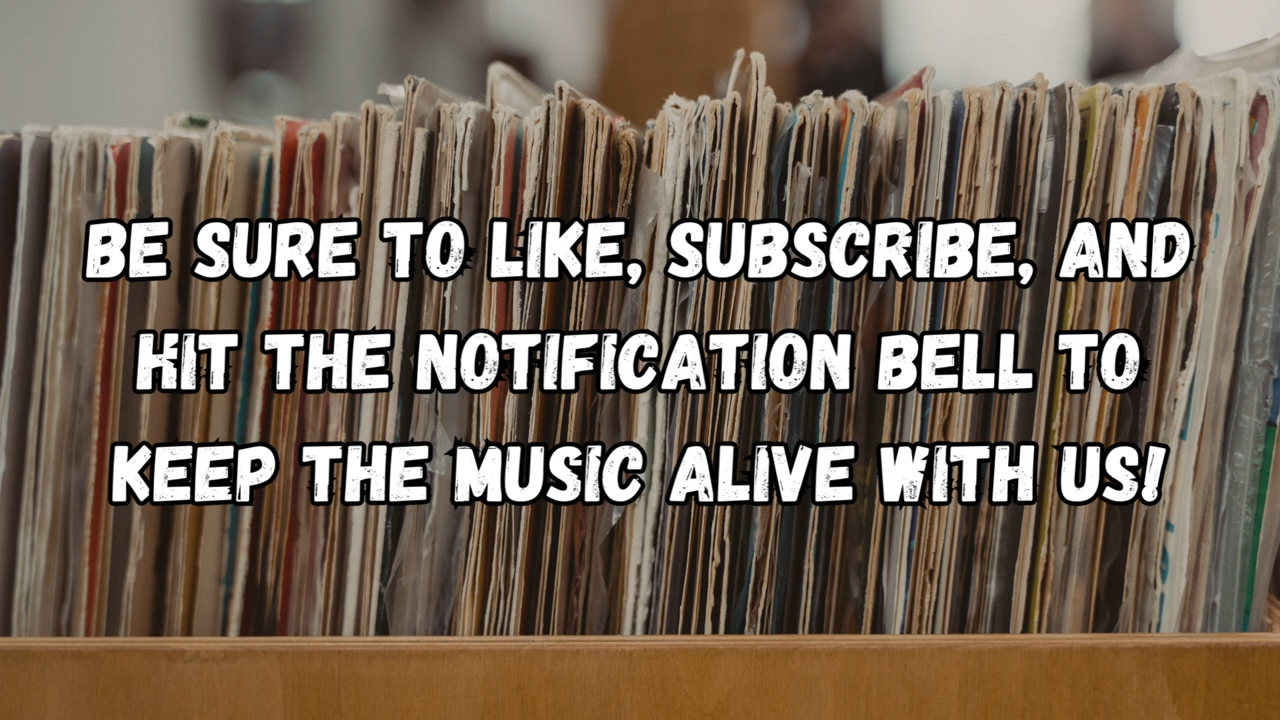 BE SURE TO LIKE, SUBSCRIBE, AND
HIT THE NOTIFICATION BELL TO
KEEP THE MUSIC ALIVE WITH US!